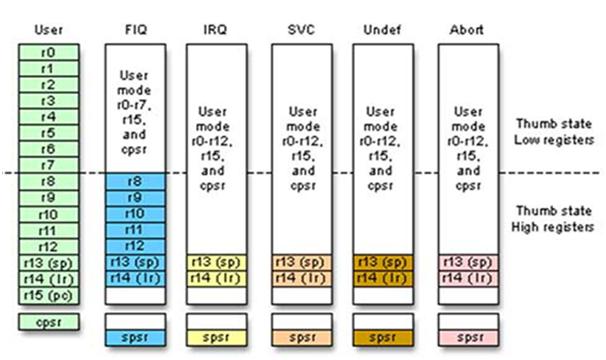 User
FIQ
IRQ
SVC
Undef
Abort
r0
r1
r2
r3
r4
r5
r6
r7
r8
r9
r10
r11
r12
r13 (sp)
r14 (lr)
r15 (pc)
cpsr
User
mode
r0-r7,
r15,
and
cpsr
r8
r9
r10
r11
r12
r13 (sp)
r14 (lr)
spsr
User
mode
r0-r12,
r15,
and
cpsr
r13 (sp)
r14 (lr)
spsr
User
mode
r0-r12,
r15,
and
cpsr
r13 (sp)
r14 (lr)
spsr
User
mode
r0-r12,
r15,
and
cpsr
r13 (sp)
r14 (lr)
spsr
User
mode
r0-r12,
r15,
and
cpsr
r13 (sp)
r14 (lr)
spsr
Thumb state
Low registers
Thumb state
High registers